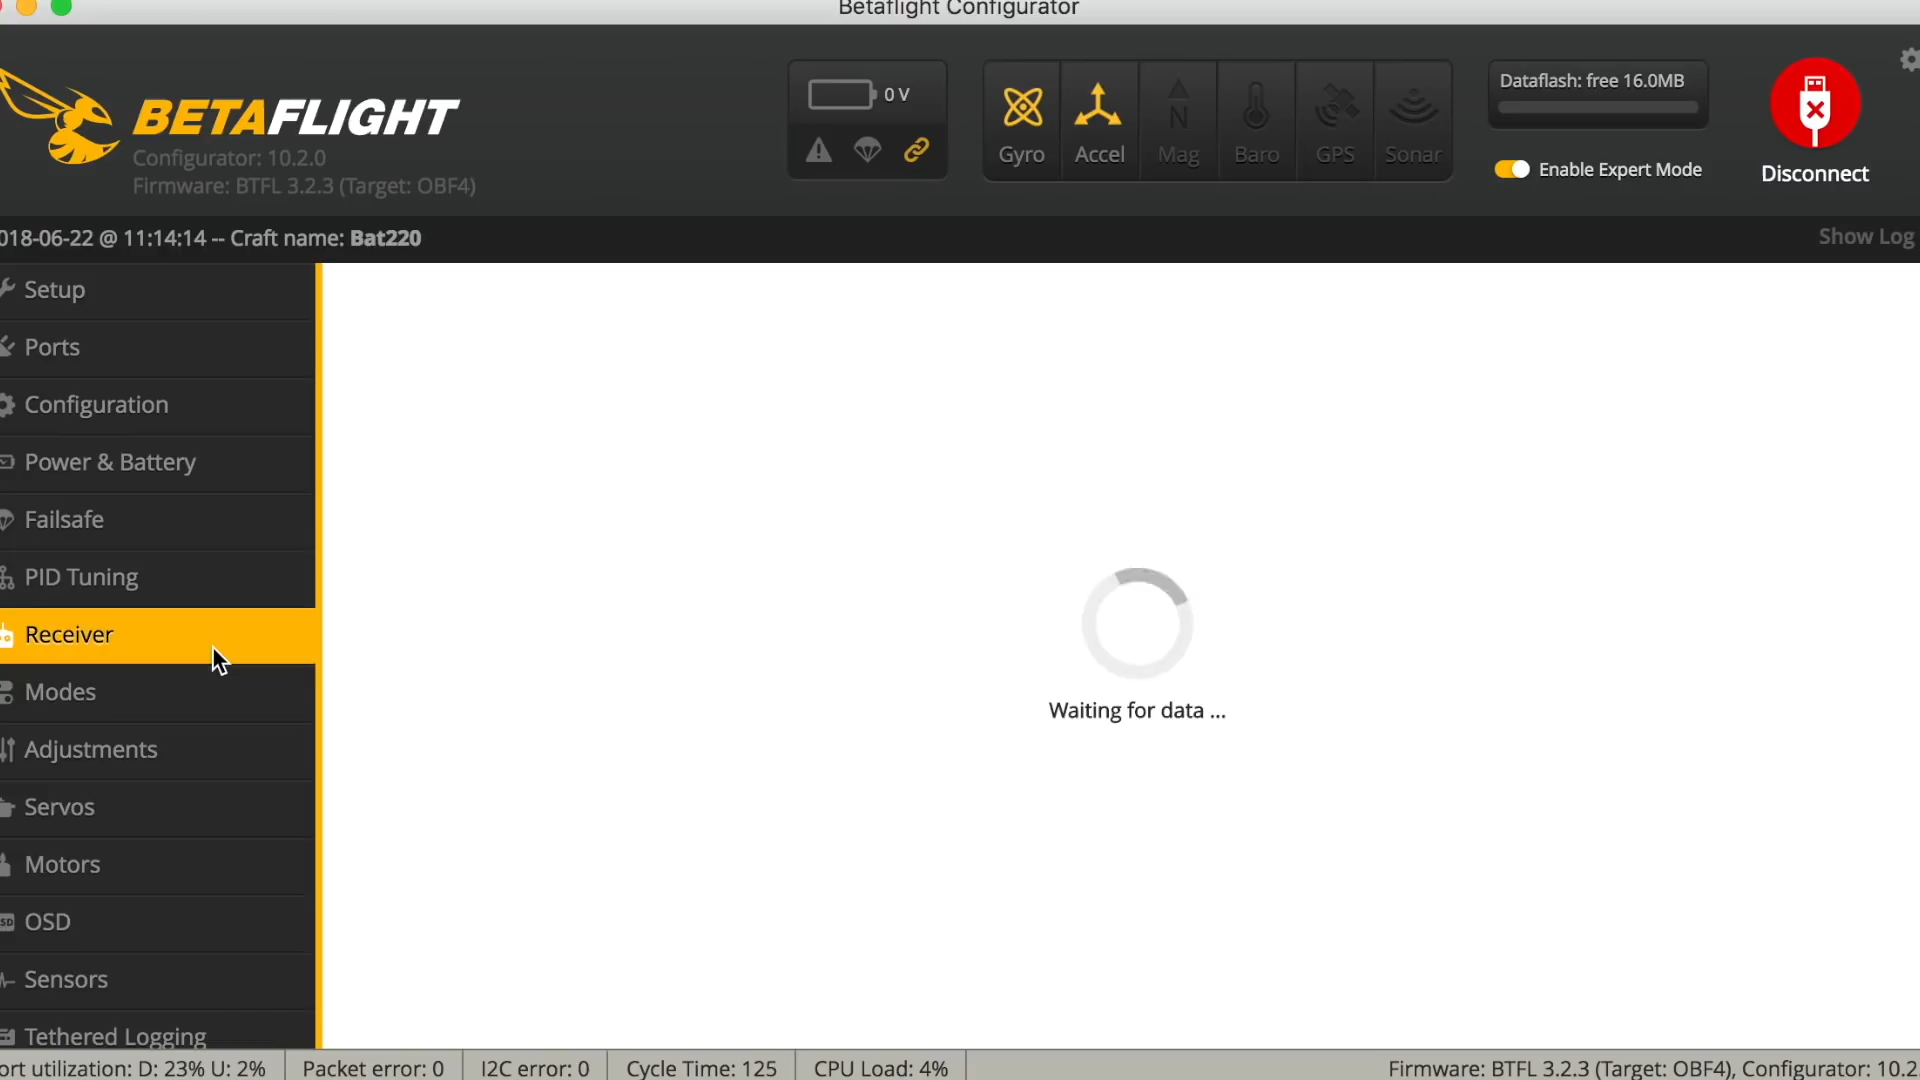 Betaflight Configurator
0 V
Dataflash: free 16.0MB
BETAFLIGHT
Configurator: 10.2.0
Firmware: BTFL 3.2.3 (Target: OBF4)
Gyro
Accel
Mag
Baro
GPS
Sonar
Enable Expert Mode
Disconnect
018-06-22 @ 11:14:14 -- Craft name: Bat220
Show Log
Setup
Ports
Configuration
Power & Battery
Failsafe
PID Tuning
Receiver
Modes
Adjustments
Servos
Motors
OSD
Sensors
Tethered Logging
Waiting for data ...
ort utilization: D: 23% U: 2%
Packet error: 0
I2C error: 0
Cycle Time: 125
CPU Load: 4%
Firmware: BTFL 3.2.3 (Target: OBF4), Configurator: 10.2